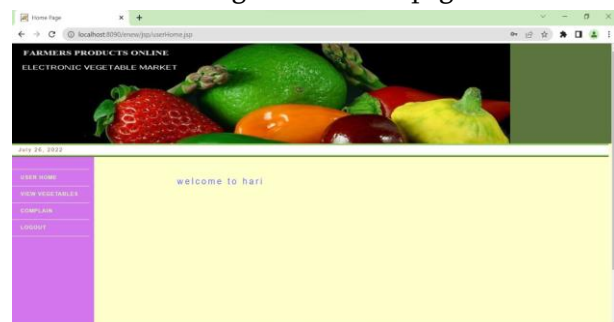 Home Page
localhost:8090/enew/jsp/userHome.jsp
FARMERS PRODUCTS ONLINE
ELECTRONIC VEGETABLE MARKET
July 26, 2022
USER HOME
VIEW VEGETABLES
COMPLAIN
LOGOUT
welcome to hari